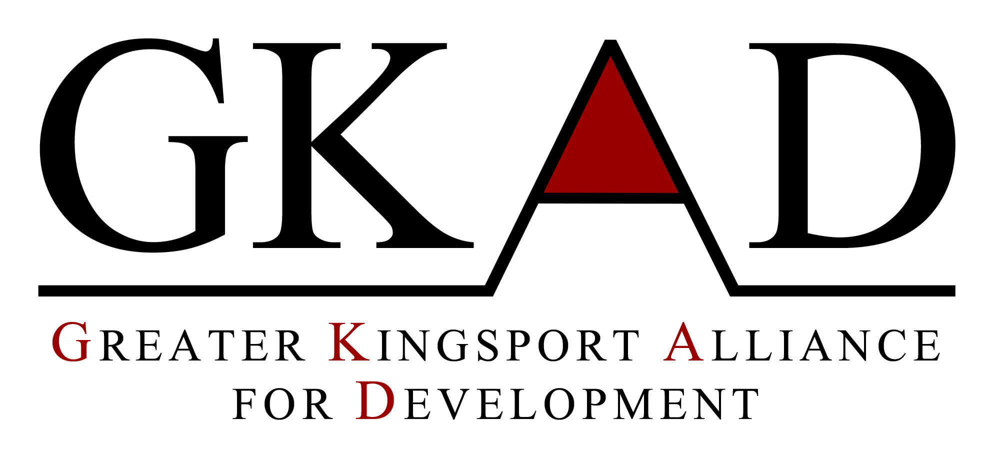 GKAD
GREATER KINGSPORT ALLIANCE
FOR DEVELOPMENT